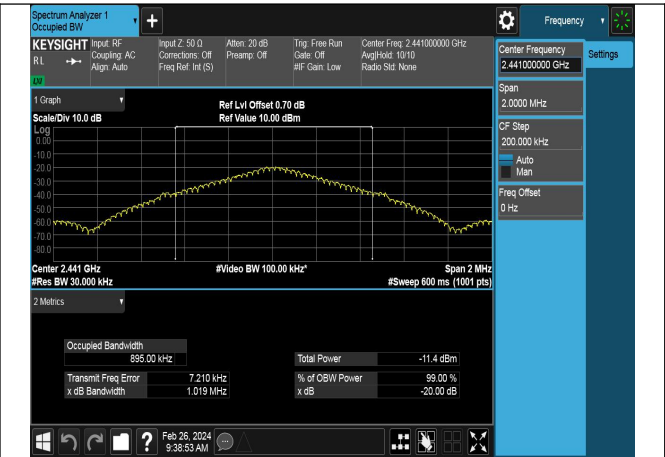 Spectrum Analyzer 1
Occupied BW
+
Frequency
KEYSIGHT
RL
LXI
Input: RF
Coupling: AC
Align: Auto
Input Z: 50 Ω
Corrections: Off
Freq Ref: Int (S)
Atten: 20 dB
Preamp: Off
Trig: Free Run
Gate: Off
#IF Gain: Low
Center Freq: 2.441000000 GHz
Avg|Hold: 10/10
Radio Std: None
Center Frequency
2.441000000 GHz
Settings
Span
2.0000 MHz
CF Step
200.000 kHz
Auto
Man
Freq Offset
0 Hz
1 Graph
Scale/Div 10.0 dB
Ref Lvl Offset 0.70 dB
Ref Value 10.00 dBm
Log
0.00
-10.0
-20.0
-30.0
-40.0
-50.0
-60.0
-70.0
-80.0
Center 2.441 GHz
#Video BW 100.00 kHz*
Span 2 MHz
#Res BW 30.000 kHz
#Sweep 600 ms (1001 pts)
2 Metrics
Occupied Bandwidth
895.00 kHz
Total Power -11.4 dBm
Transmit Freq Error 7.210 kHz
% of OBW Power 99.00 %
x dB Bandwidth 1.019 MHz
x dB -20.00 dB
?
Feb 26, 2024
9:38:53 AM